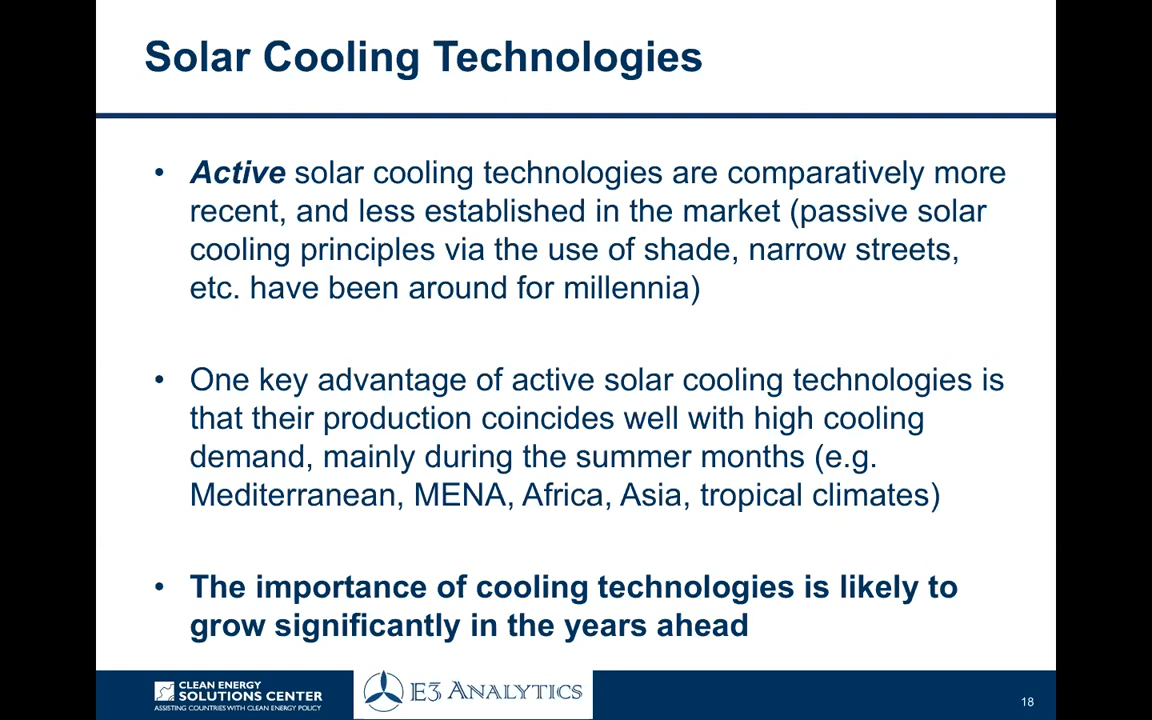 Solar Cooling Technologies
• Active solar cooling technologies are comparatively more
recent, and less established in the market (passive solar
cooling principles via the use of shade, narrow streets,
etc. have been around for millennia)
• One key advantage of active solar cooling technologies is
that their production coincides well with high cooling
demand, mainly during the summer months (e.g.
Mediterranean, MENA, Africa, Asia, tropical climates)
• The importance of cooling technologies is likely to
grow significantly in the years ahead
CLEAN ENERGY
SOLUTIONS CENTER
ASSISTING COUNTRIES WITH CLEAN ENERGY POLICY
E3 ANALYTICS
18